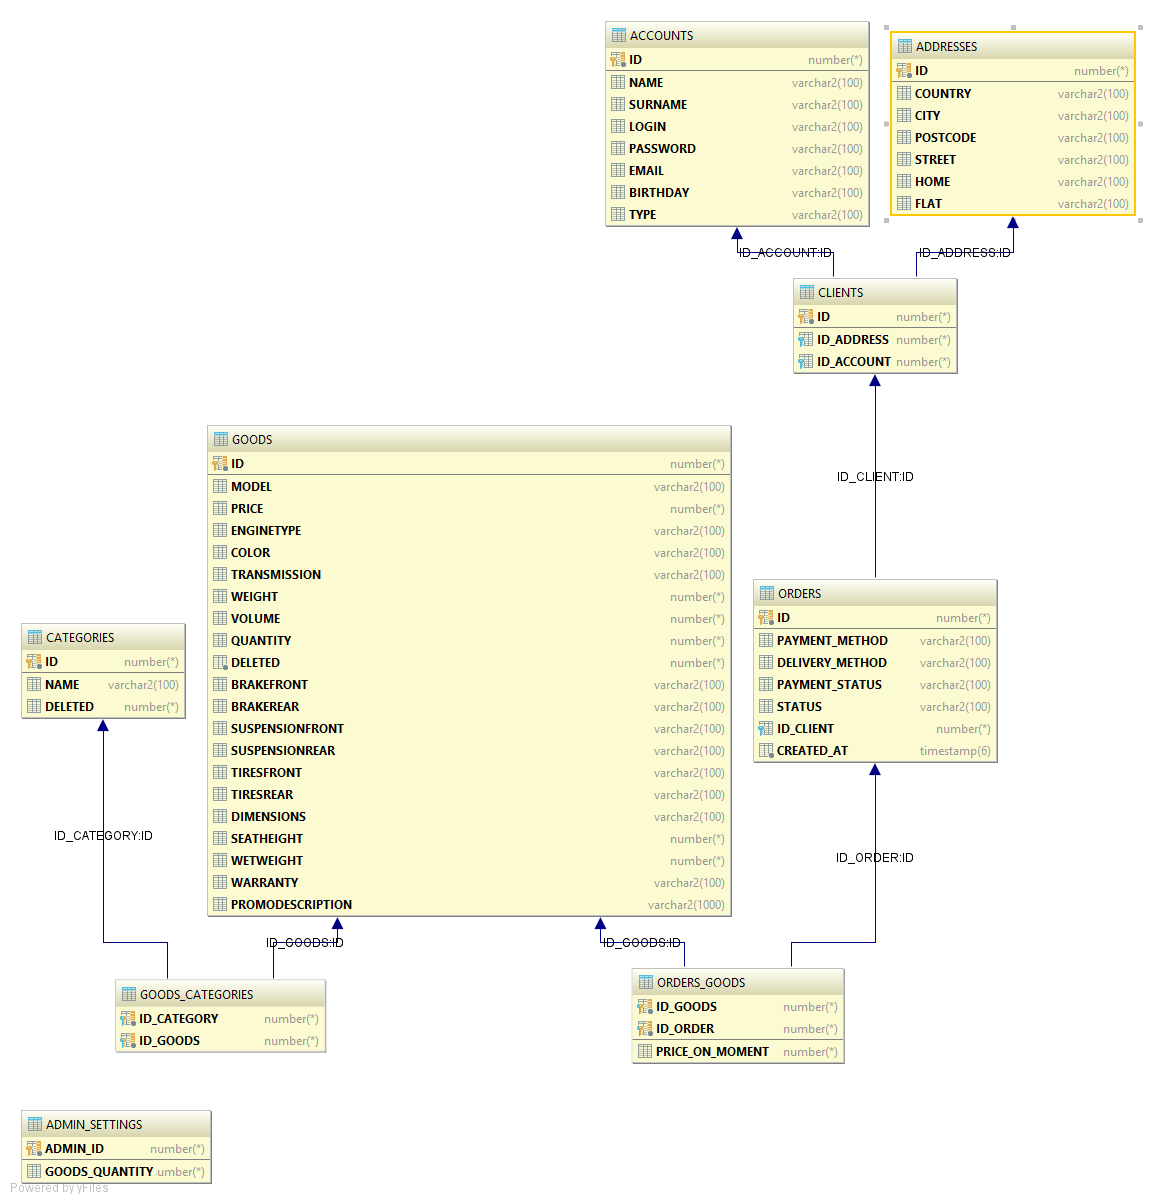 ACCOUNTS
ID number(*)
NAME varchar2(100)
SURNAME varchar2(100)
LOGIN varchar2(100)
PASSWORD varchar2(100)
EMAIL varchar2(100)
BIRTHDAY varchar2(100)
TYPE varchar2(100)
ADDRESSES
ID number(*)
COUNTRY varchar2(100)
CITY varchar2(100)
POSTCODE varchar2(100)
STREET varchar2(100)
HOME varchar2(100)
FLAT varchar2(100)
ID_ACCOUNT:ID
ID_ADDRESS:ID
CLIENTS
ID number(*)
ID_ADDRESS number(*)
ID_ACCOUNT number(*)
ID_CLIENT:ID
GOODS
ID number(*)
MODEL varchar2(100)
PRICE number(*)
ENGINETYPE varchar2(100)
COLOR varchar2(100)
TRANSMISSION varchar2(100)
WEIGHT number(*)
VOLUME number(*)
QUANTITY number(*)
DELETED number(*)
BRAKEFRONT varchar2(100)
BRAKEREAR varchar2(100)
SUSPENSIONFRONT varchar2(100)
SUSPENSIONREAR varchar2(100)
TIRESFRONT varchar2(100)
TIRESREAR varchar2(100)
DIMENSIONS varchar2(100)
SEATHEIGHT number(*)
WETWEIGHT number(*)
WARRANTY varchar2(100)
PROMODESCRIPTION varchar2(1000)
ORDERS
ID number(*)
PAYMENT_METHOD varchar2(100)
DELIVERY_METHOD varchar2(100)
PAYMENT_STATUS varchar2(100)
STATUS varchar2(100)
ID_CLIENT number(*)
CREATED_AT timestamp(6)
CATEGORIES
ID number(*)
NAME varchar2(100)
DELETED number(*)
ID_CATEGORY:ID
ID_ORDER:ID
ID_GOODS:ID
ID_GOODS:ID
GOODS_CATEGORIES
ID_CATEGORY number(*)
ID_GOODS number(*)
ORDERS_GOODS
ID_GOODS number(*)
ID_ORDER number(*)
PRICE_ON_MOMENT number(*)
ADMIN_SETTINGS
ADMIN_ID number(*)
GOODS_QUANTITY umber(*)
Powered by yFiles